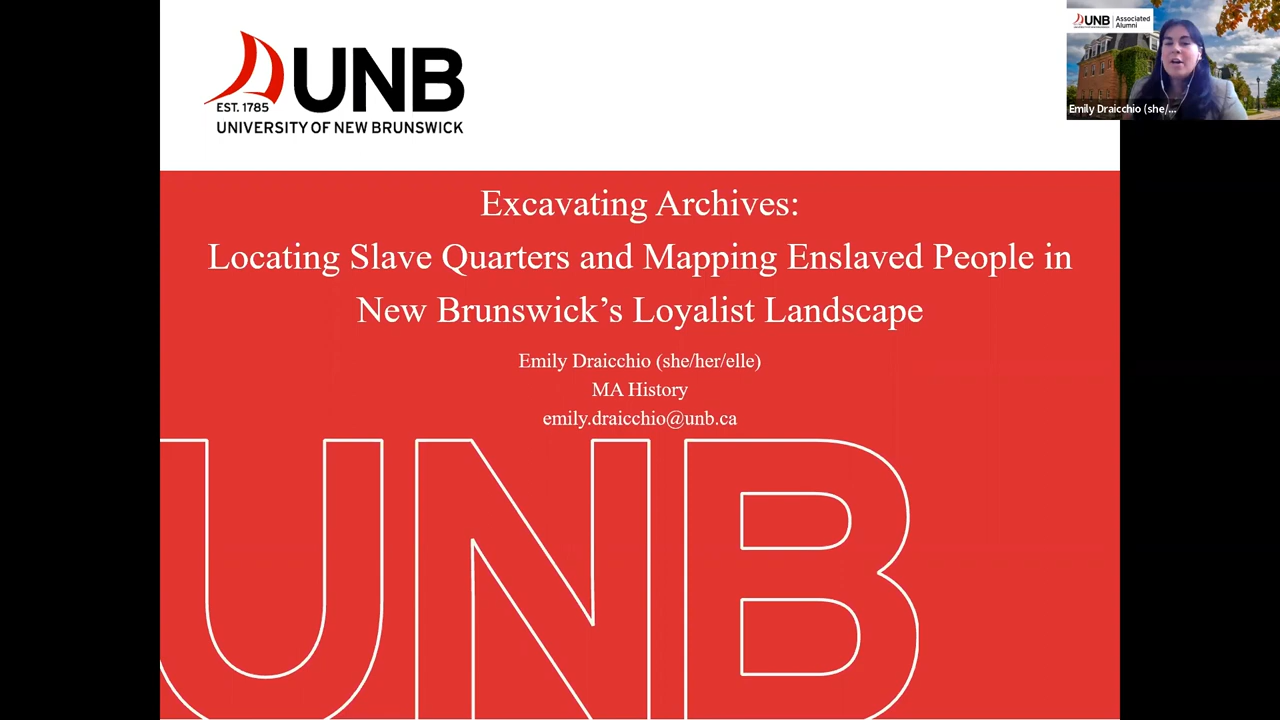 EST. 1785
UNB
UNIVERSITY OF NEW BRUNSWICK
UNB Associated Alumni
Emily Draicchio (she/...
Excavating Archives:
Locating Slave Quarters and Mapping Enslaved People in
New Brunswick’s Loyalist Landscape
Emily Draicchio (she/her/elle)
MA History
emily.draicchio@unb.ca
UNB